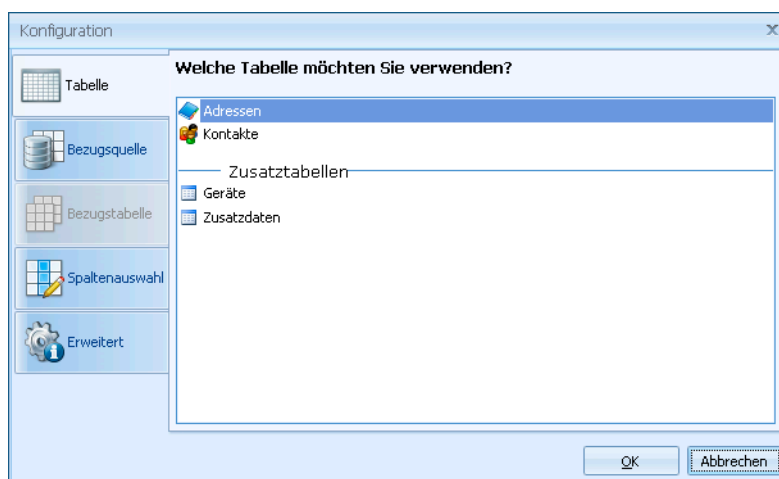 Konfiguration
Tabelle
Bezugsquelle
Bezugstabelle
Spaltenauswahl
Erweitert
Welche Tabelle möchten Sie verwenden?
Adressen
Kontakte
Zusatztabellen
Geräte
Zusatzdaten
OK
Abbrechen